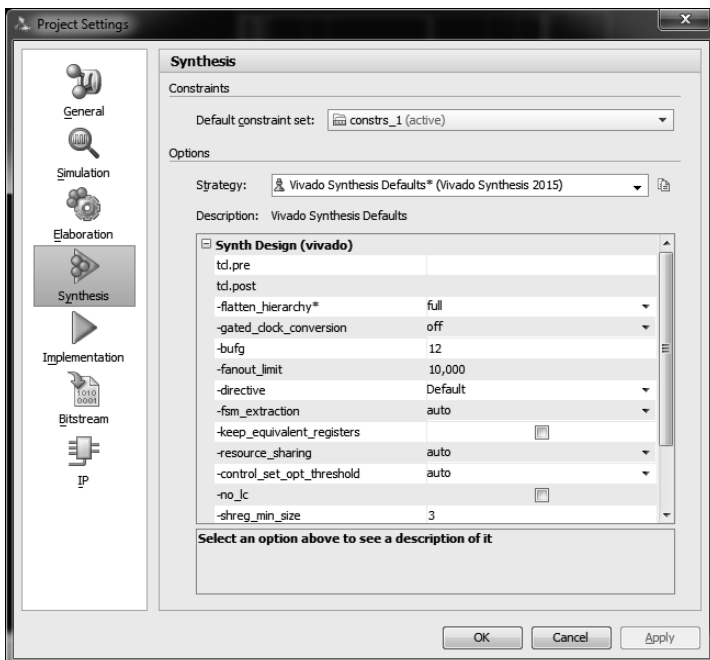 Project Settings
x
General
Simulation
Elaboration
Synthesis
Implementation
1010
0001
Bitstream
IP
Synthesis
Constraints
Default constraint set: constrs_1 (active)
Options
Strategy: Vivado Synthesis Defaults* (Vivado Synthesis 2015)
Description: Vivado Synthesis Defaults
Synth Design (vivado)
tcl.pre
tcl.post
-flatten_hierarchy* full
-gated_clock_conversion off
-bufg 12
-fanout_limit 10,000
-directive Default
-fsm_extraction auto
-keep_equivalent_registers
-resource_sharing auto
-control_set_opt_threshold auto
-no_lc
-shreg_min_size 3
Select an option above to see a description of it
OK Cancel Apply